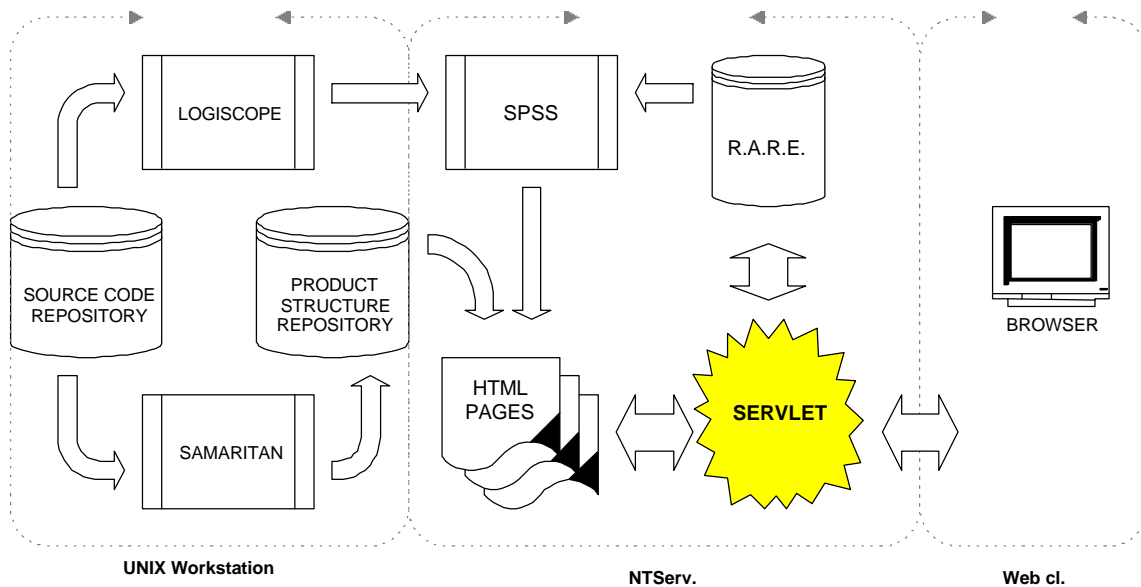 LOGISCOPE
SPSS
R.A.R.E.
SOURCE CODE
REPOSITORY
PRODUCT
STRUCTURE
REPOSITORY
BROWSER
HTML
PAGES
SERVLET
SAMARITAN
UNIX Workstation
NTServ.
Web cl.